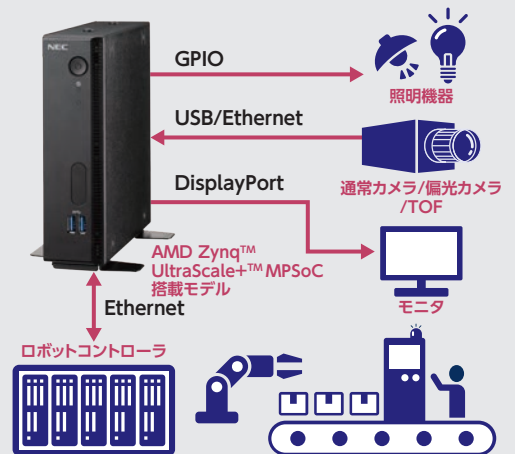 NEC
GPIO
照明機器
USB/Ethernet
通常カメラ/偏光カメラ
/TOF
DisplayPort
AMD Zynq™
UltraScale+™ MPSoC
搭載モデル
モニタ
Ethernet
ロボットコントローラ